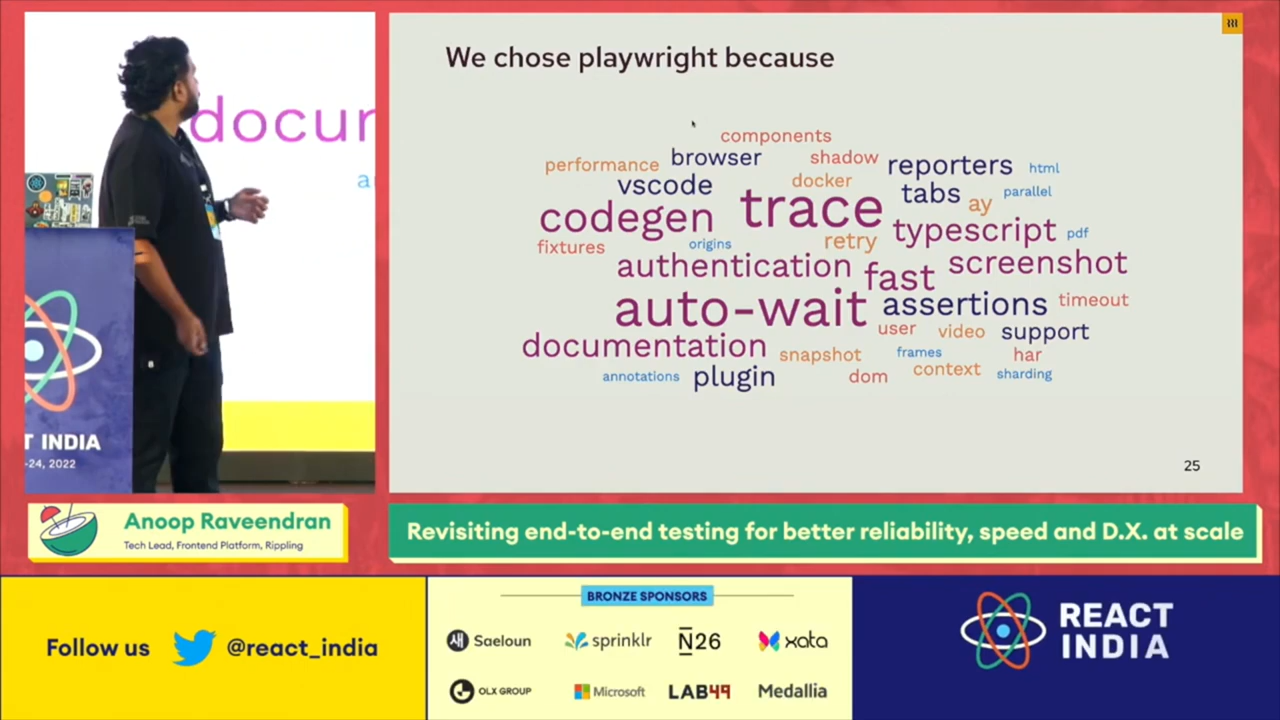 We chose playwright because
components
performance browser shadow reporters html
vscode docker tabs parallel
codegen trace ay
typescript pdf
fixtures origins retry
authentication fast screenshot
auto-wait assertions timeout
user video support
documentation snapshot frames har
annotations plugin dom context sharding
25
docur
a
T INDIA
-24, 2022
Anoop Raveendran
Tech Lead, Frontend Platform, Rippling
Revisiting end-to-end testing for better reliability, speed and D.X. at scale
Follow us @react_india
BRONZE SPONSORS
Saeloun sprinklr N26 xata
OLX GROUP Microsoft LAB49 Medallia
REACT
INDIA